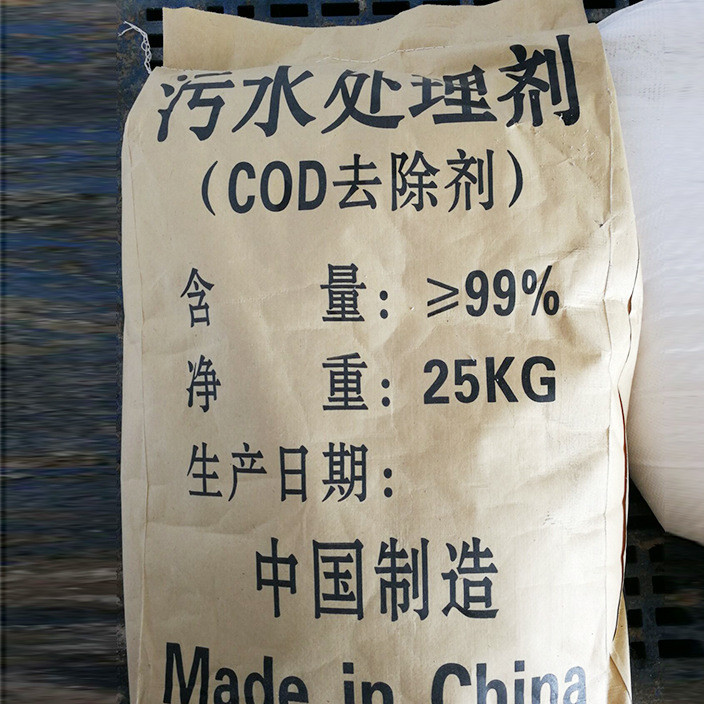 污水处理剂
（COD去除剂）
含 量：≥99%
净 重：25KG
生产日期：
中国制造
Made in China